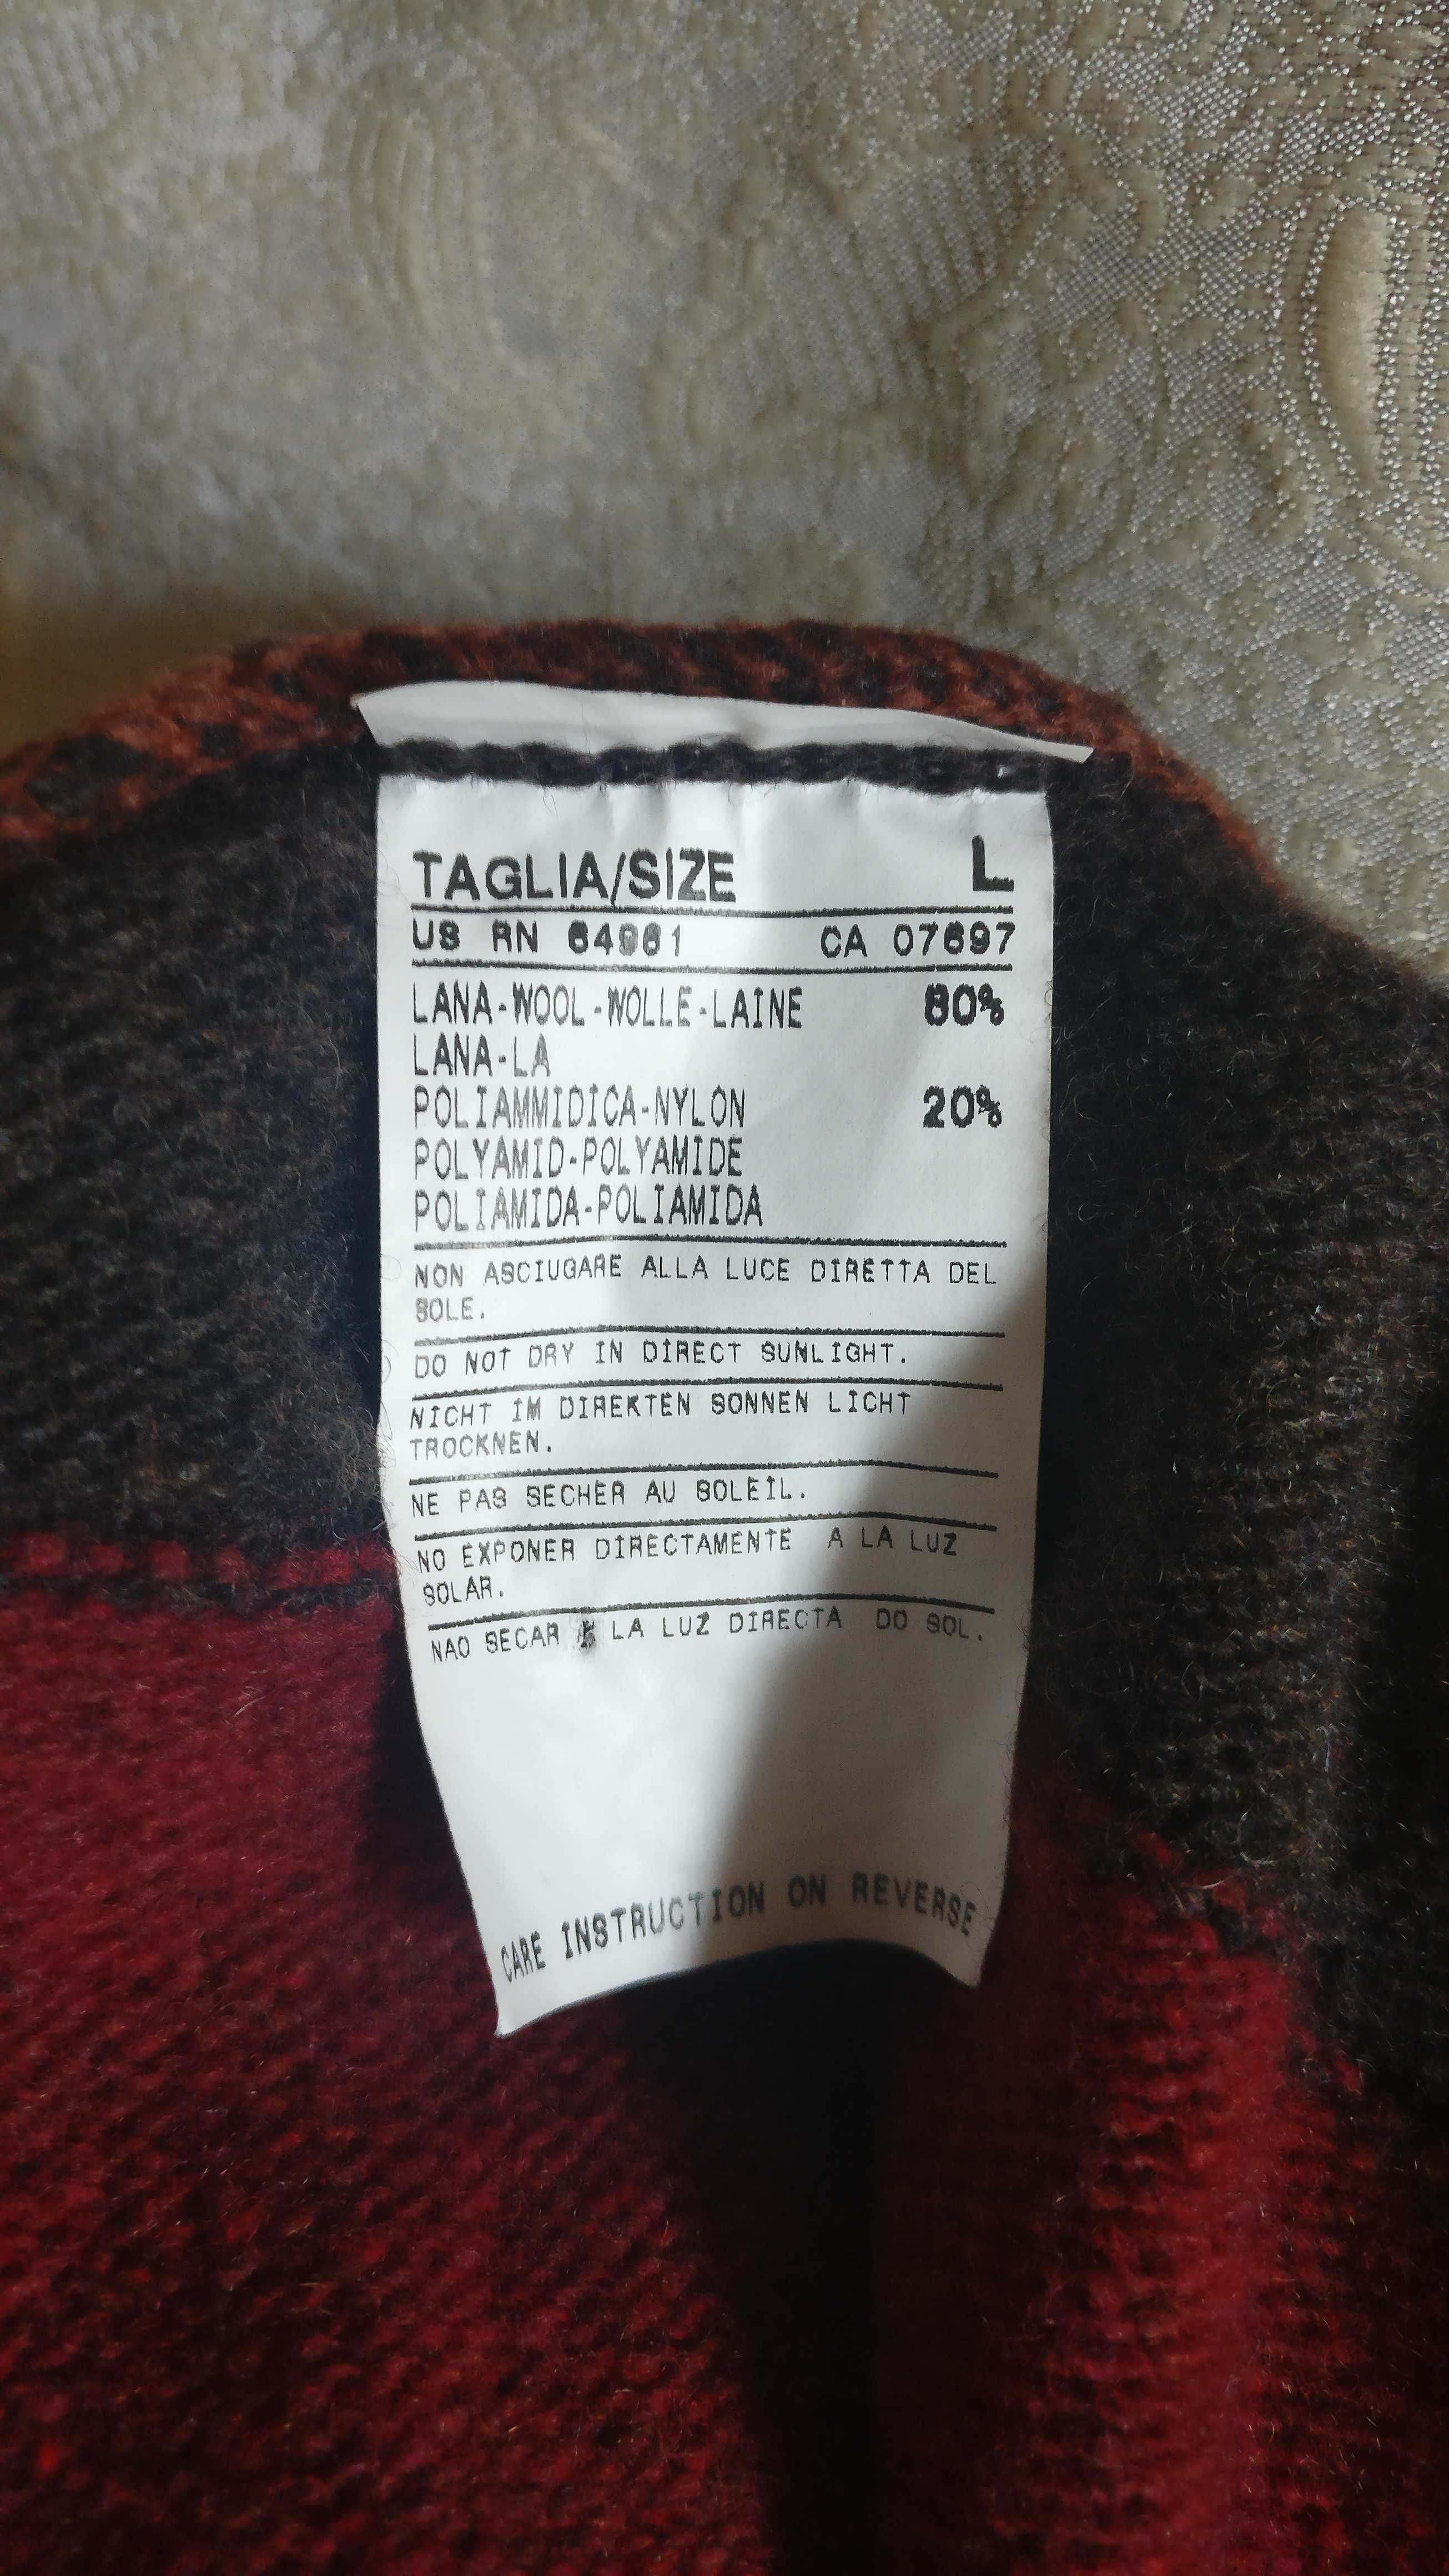 TAGLIA/SIZE L
US RN 64961 CA 07697
LANA-WOOL-WOLLE-LAINE 80%
LANA-LA
POLIAMMIDICA-NYLON 20%
POLYAMID-POLYAMIDE
POLIAMIDA-POLIAMIDA
NON ASCIUGARE ALLA LUCE DIRETTA DEL
SOLE.
DO NOT DRY IN DIRECT SUNLIGHT.
NICHT IM DIREKTEN SONNEN LICHT
TROCKNEN.
NE PAS SECHER AU SOLEIL.
NO EXPONER DIRECTAMENTE A LA LUZ
SOLAR.
NAO SECAR LA LUZ DIRECTA DO SOL.
CARE INSTRUCTION ON REVERSE